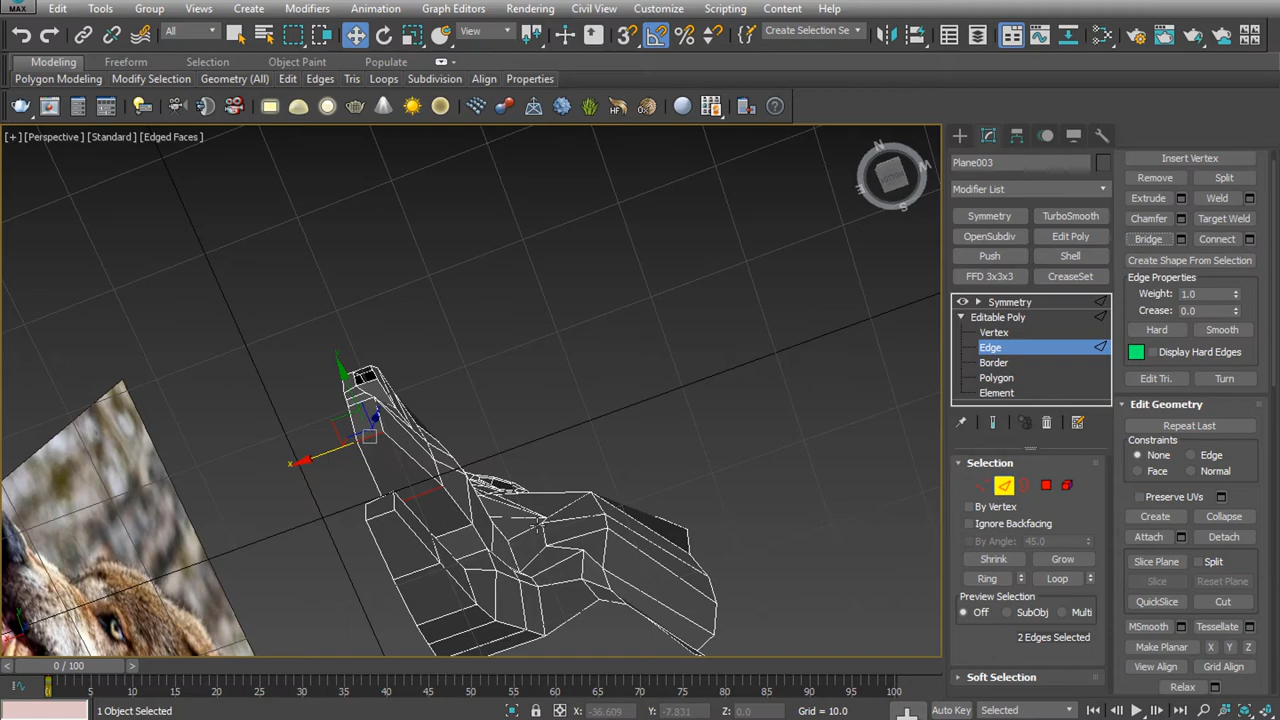 MAX Edit Tools Group Views Create Modifiers Animation Graph Editors Rendering Civil View Customize Scripting Content Help
All View Create Selection Se
Modeling Freeform Selection Object Paint Populate
Polygon Modeling Modify Selection Geometry (All) Edit Edges Tris Loops Subdivision Align Properties
[+] [Perspective] [Standard] [Edged Faces]
N W E S
x
Plane003
Modifier List
Symmetry TurboSmooth
OpenSubdiv Edit Poly
Push Shell
FFD 3x3x3 CreaseSet
Symmetry
Editable Poly
Vertex
Edge
Border
Polygon
Element
Selection
By Vertex
Ignore Backfacing
By Angle: 45.0
Shrink Grow
Ring Loop
Preview Selection
Off SubObj Multi
2 Edges Selected
Soft Selection
Insert Vertex
Remove Split
Extrude Weld
Chamfer Target Weld
Bridge Connect
Create Shape From Selection
Edge Properties
Weight: 1.0
Crease: 0.0
Hard Smooth
Display Hard Edges
Edit Tri. Turn
Edit Geometry
Repeat Last
Constraints
None Edge
Face Normal
Preserve UVs
Create Collapse
Attach Detach
Slice Plane Split
Slice Reset Plane
QuickSlice Cut
MSmooth Tessellate
Make Planar X Y Z
View Align Grid Align
Relax
0 / 100
0 5 10 15 20 25 30 35 40 45 50 55 60 65 70 75 80 85 90 95 100
1 Object Selected X: -36.609 Y: -7.831 Z: 0.0 Grid = 10.0 Auto Key Selected